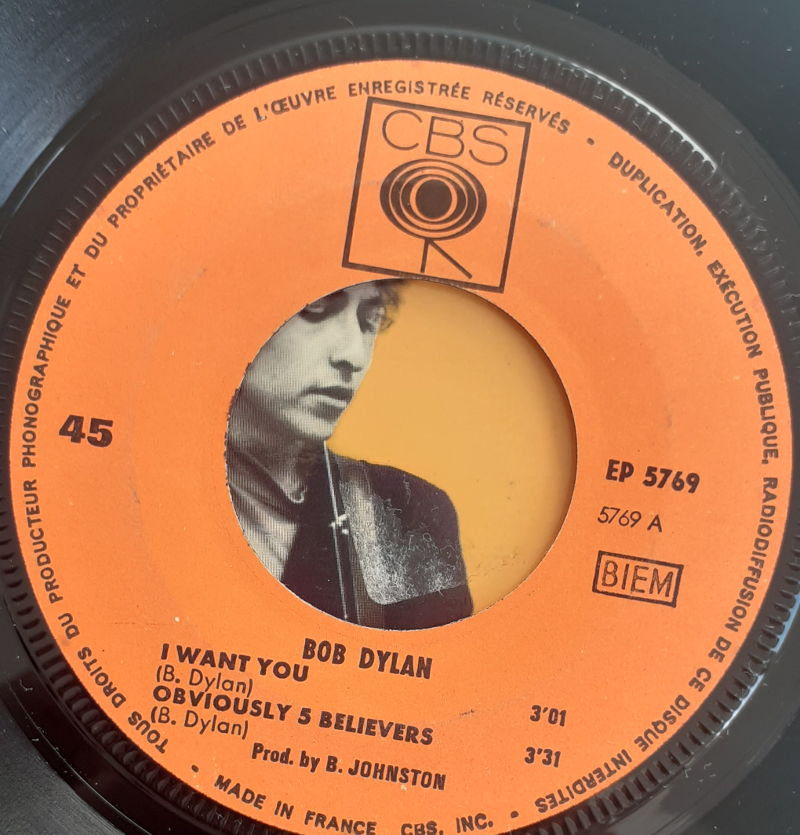 TOUS DROITS DU PRODUCTEUR PHONOGRAPHIQUE ET DU PROPRIÉTAIRE DE L'ŒUVRE ENREGISTRÉE RÉSERVÉS - DUPLICATION, EXÉCUTION PUBLIQUE, RADIODIFFUSION DE CE DISQUE INTERDITES
CBS
45
EP 5769
5769 A
BIEM
BOB DYLAN
I WANT YOU 3'01
(B. Dylan)
OBVIOUSLY 5 BELIEVERS 3'31
(B. Dylan)
Prod. by B. JOHNSTON
- MADE IN FRANCE CBS, INC. -